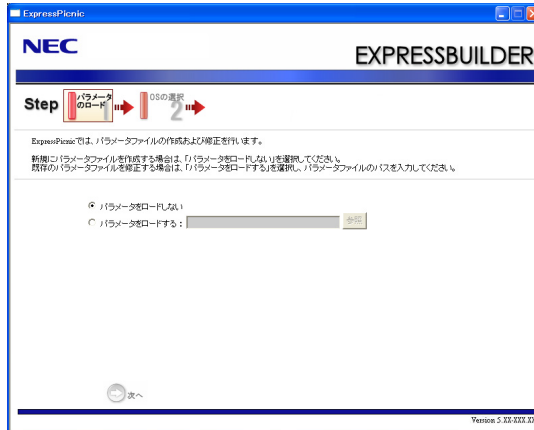 ExpressPicnic
NEC
EXPRESSBUILDER
Step
パラメータ
のロード
1
OSの選択
2
ExpressPicnicでは、パラメータファイルの作成および修正を行います。
新規にパラメータファイルを作成する場合は、「パラメータをロードしない」を選択してください。
既存のパラメータファイルを修正する場合は、「パラメータをロードする」を選択し、パラメータファイルのパスを入力してください。
パラメータをロードしない
パラメータをロードする：
参照
次へ
Version 5.XX-XXX.XX